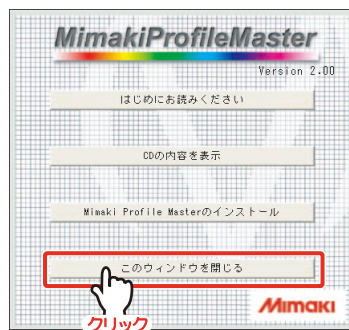 MimakiProfileMaster
Version 2.00
はじめにお読みください
CDの内容を表示
Mimaki Profile Masterのインストール
このウィンドウを閉じる
クリック
Mimaki